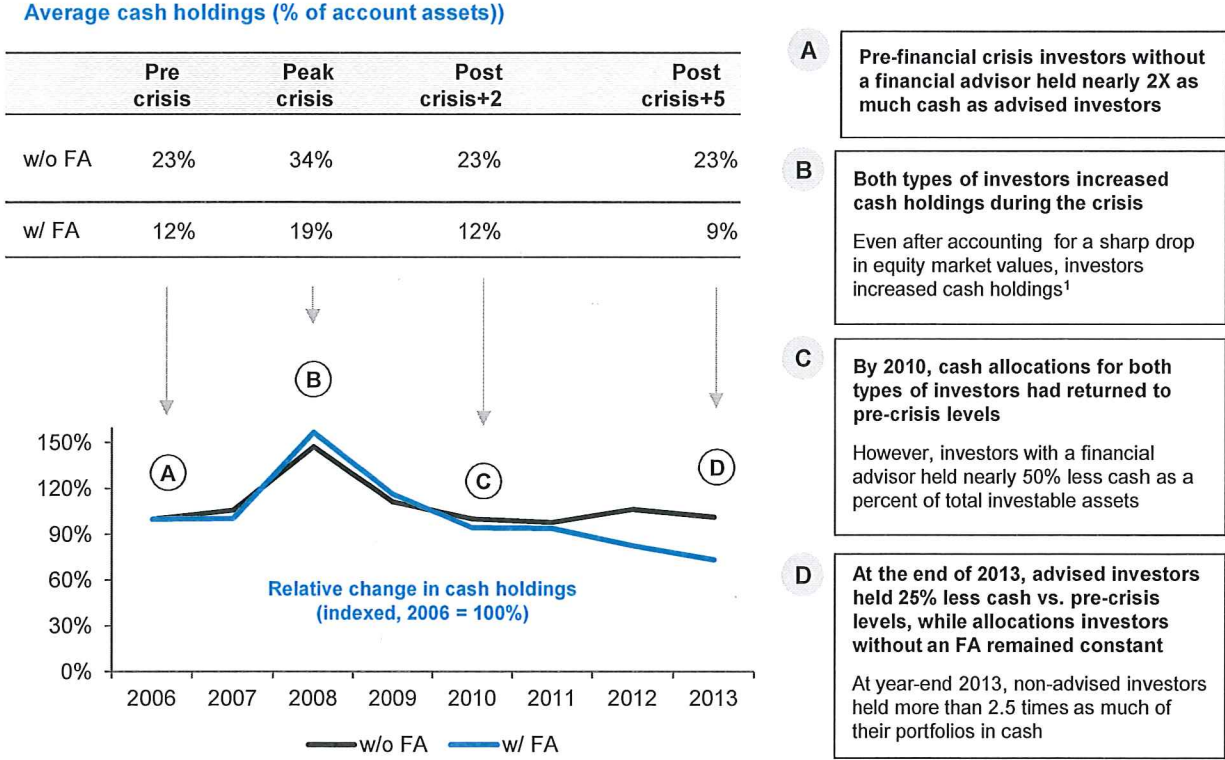 Average cash holdings (% of account assets))
Pre crisis Peak crisis Post crisis+2 Post crisis+5
w/o FA 23% 34% 23% 23%
w/ FA 12% 19% 12% 9%
A
B
C
D
150%
120%
90%
60%
30%
0%
Relative change in cash holdings
(indexed, 2006 = 100%)
2006 2007 2008 2009 2010 2011 2012 2013
w/o FA w/ FA
A
Pre-financial crisis investors without
a financial advisor held nearly 2X as
much cash as advised investors
B
Both types of investors increased
cash holdings during the crisis
Even after accounting for a sharp drop
in equity market values, investors
increased cash holdings¹
C
By 2010, cash allocations for both
types of investors had returned to
pre-crisis levels
However, investors with a financial
advisor held nearly 50% less cash as a
percent of total investable assets
D
At the end of 2013, advised investors
held 25% less cash vs. pre-crisis
levels, while allocations investors
without an FA remained constant
At year-end 2013, non-advised investors
held more than 2.5 times as much of
their portfolios in cash